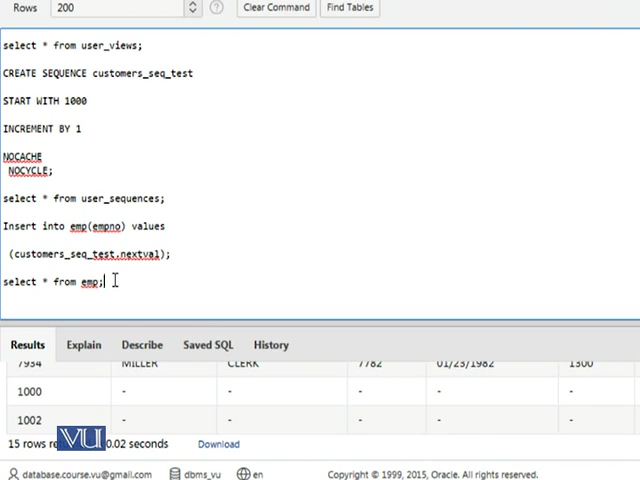 Rows 200 Clear Command Find Tables
select * from user_views;
CREATE SEQUENCE customers_seq_test
START WITH 1000
INCREMENT BY 1
NOCACHE
NOCYCLE;
select * from user_sequences;
Insert into emp(empno) values
(customers_seq_test.nextval);
select * from emp;
Results Explain Describe Saved SQL History
7934 MILLER CLERK 7782 01/23/1982 1300
1000 - - - - -
1002 - - - - -
15 rows 0.02 seconds Download
VU
database.course.vu@gmail.com dbms_vu en Copyright © 1999, 2015, Oracle. All rights reserved.